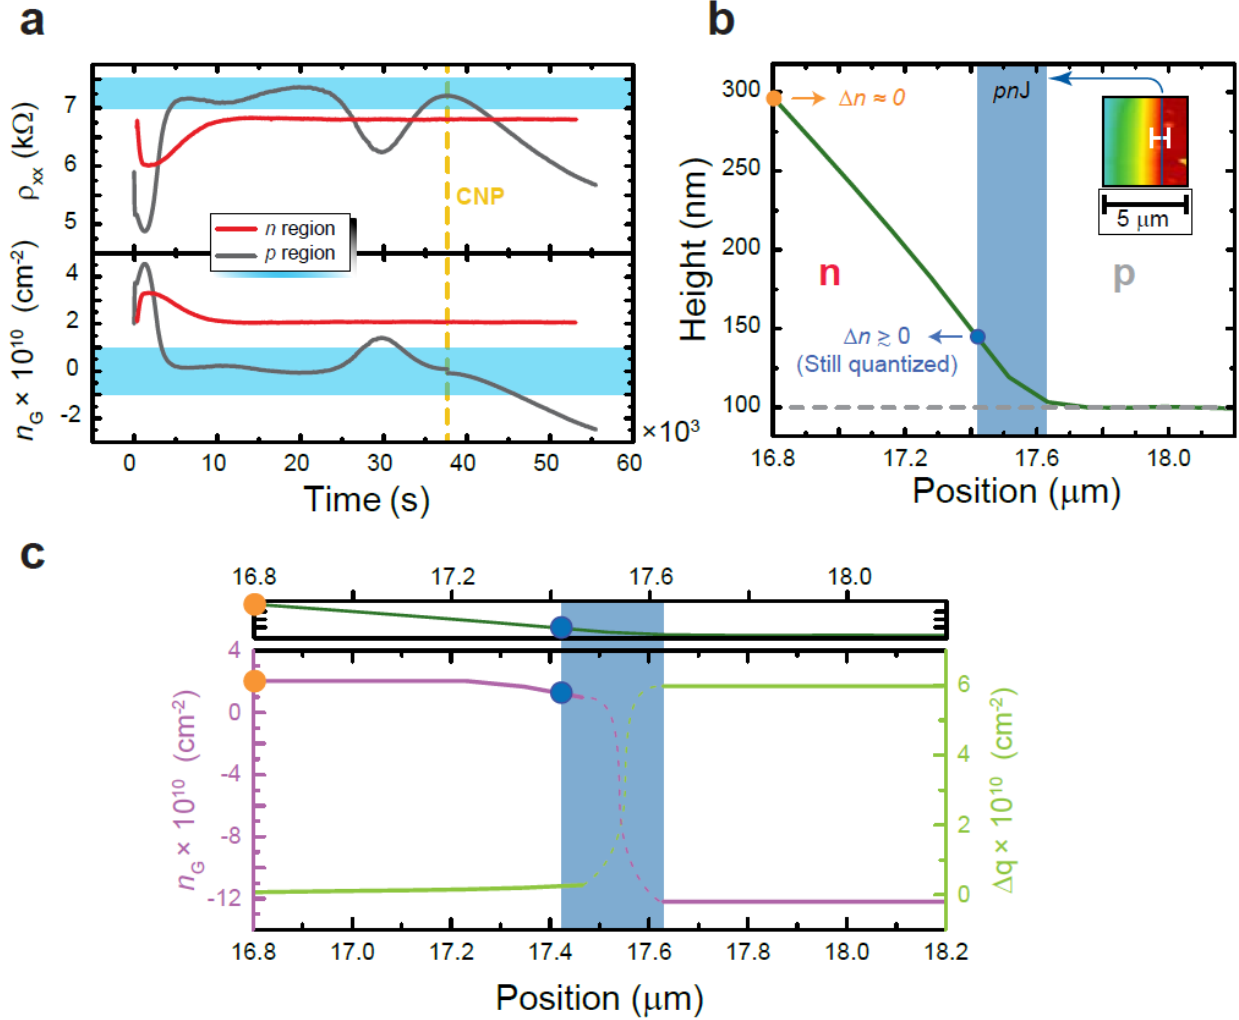 a
ρxx (kΩ)
7
6
5
n region
p region
CNP
nG × 10¹⁰ (cm⁻²)
4
2
0
-2
0 10 20 30 40 50 60
×10³
Time (s)
b
Height (nm)
300
250
200
150
100
Δn ≈ 0
pnJ
5 μm
n
p
Δn ≳ 0
(Still quantized)
16.8 17.2 17.6 18.0
Position (μm)
c
16.8 17.2 17.6 18.0
nG × 10¹⁰ (cm⁻²)
4
0
-4
-8
-12
6
4
2
0
Δq × 10¹⁰ (cm⁻²)
16.8 17.0 17.2 17.4 17.6 17.8 18.0 18.2
Position (μm)